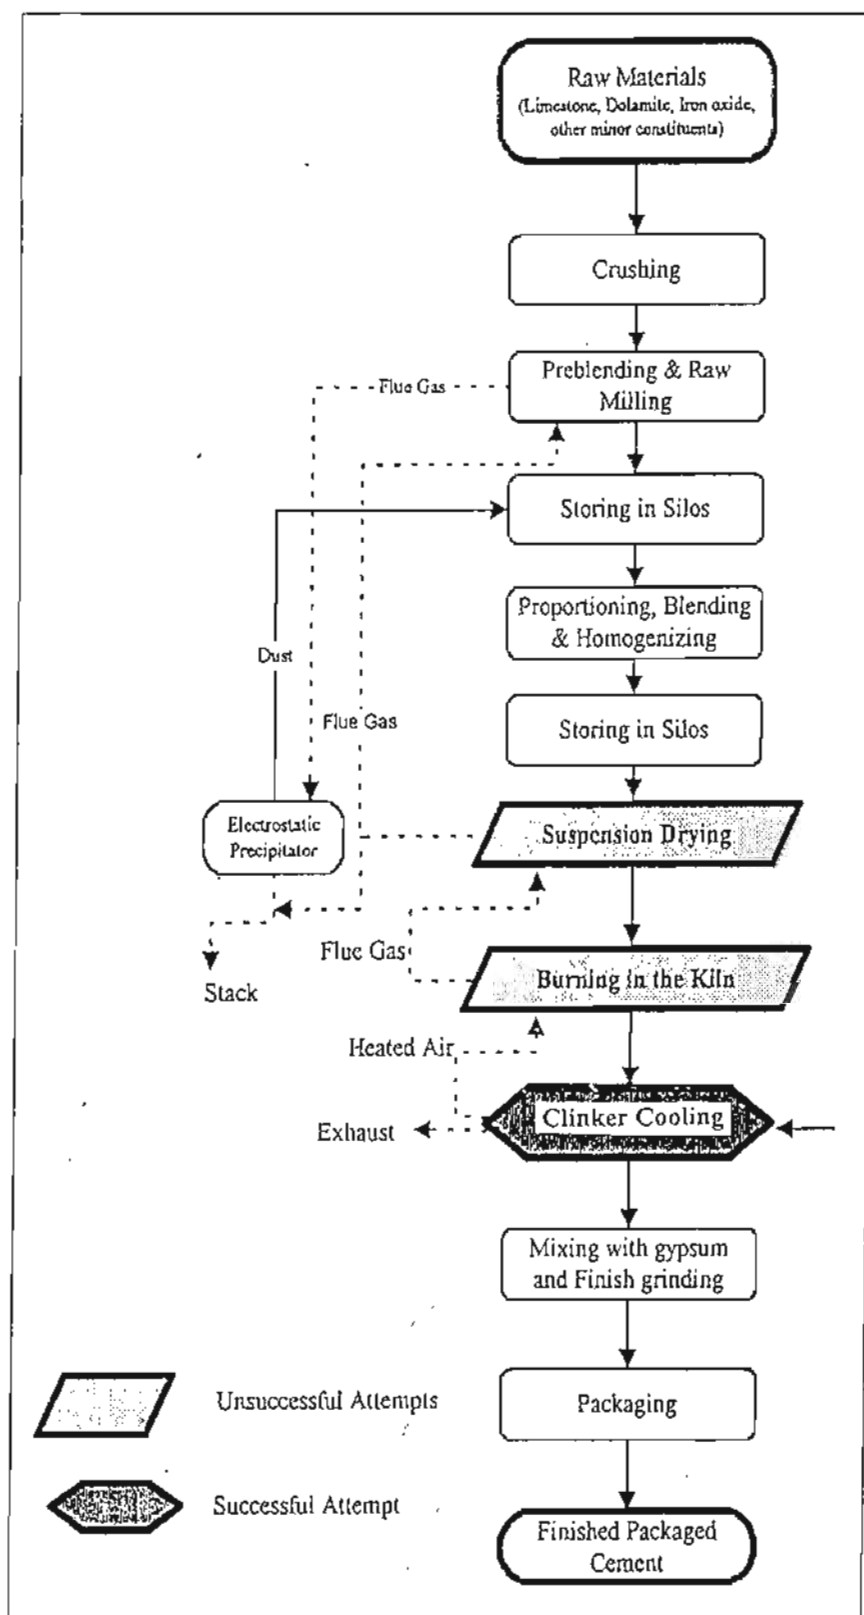 Raw Materials
(Limestone, Dolamite, Iron oxide,
other minor constituents)
Crushing
Flue Gas
Preblending & Raw
Milling
Storing in Silos
Proportioning, Blending
& Homogenizing
Dust
Flue Gas
Storing in Silos
Electrostatic
Precipitator
Suspension Drying
Flue Gas
Stack
Burning in the Kiln
Heated Air
Clinker Cooling
Exhaust
Mixing with gypsum
and Finish grinding
Unsuccessful Attempts
Packaging
Successful Attempt
Finished Packaged
Cement